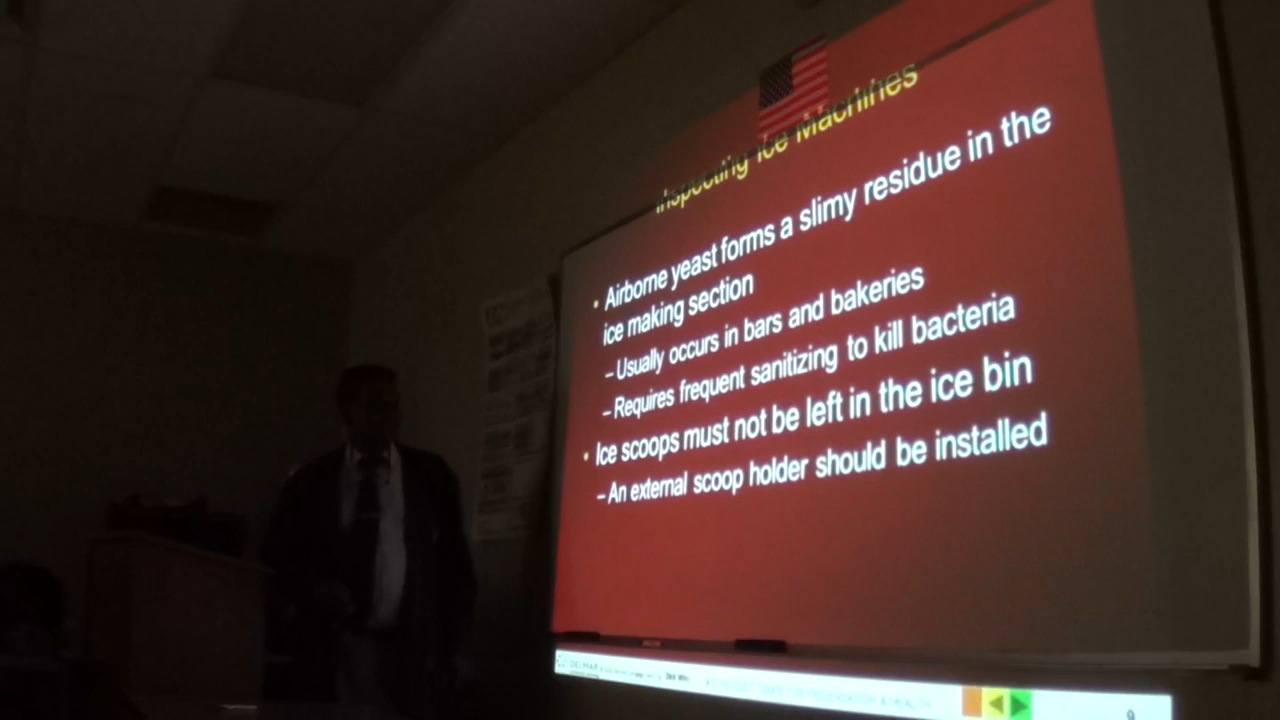 Inspecting Ice Machines
• Airborne yeast forms a slimy residue in the
ice making section
– Usually occurs in bars and bakeries
– Requires frequent sanitizing to kill bacteria
• Ice scoops must not be left in the ice bin
– An external scoop holder should be installed
DELMAR
9